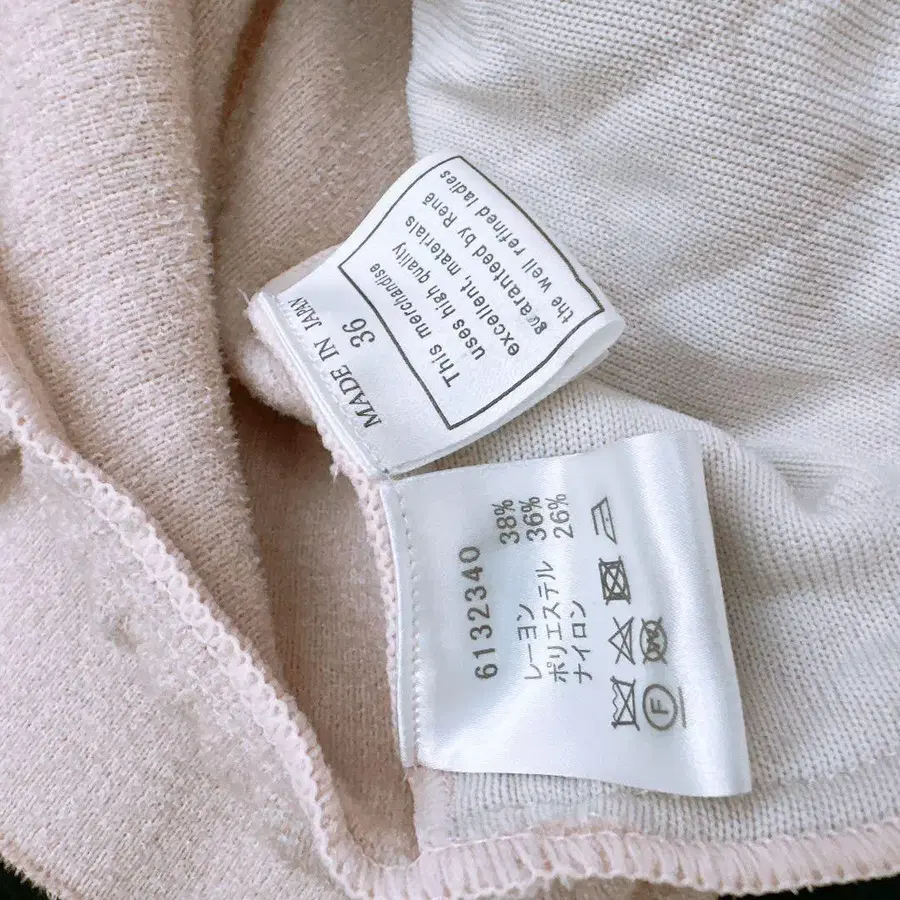 This merchandise
uses high quality
excellent, materials
guaranteed by René
the well refined ladies
36
MADE IN JAPAN
6132340
レーヨン 38%
ポリエステル 36%
ナイロン 26%
F